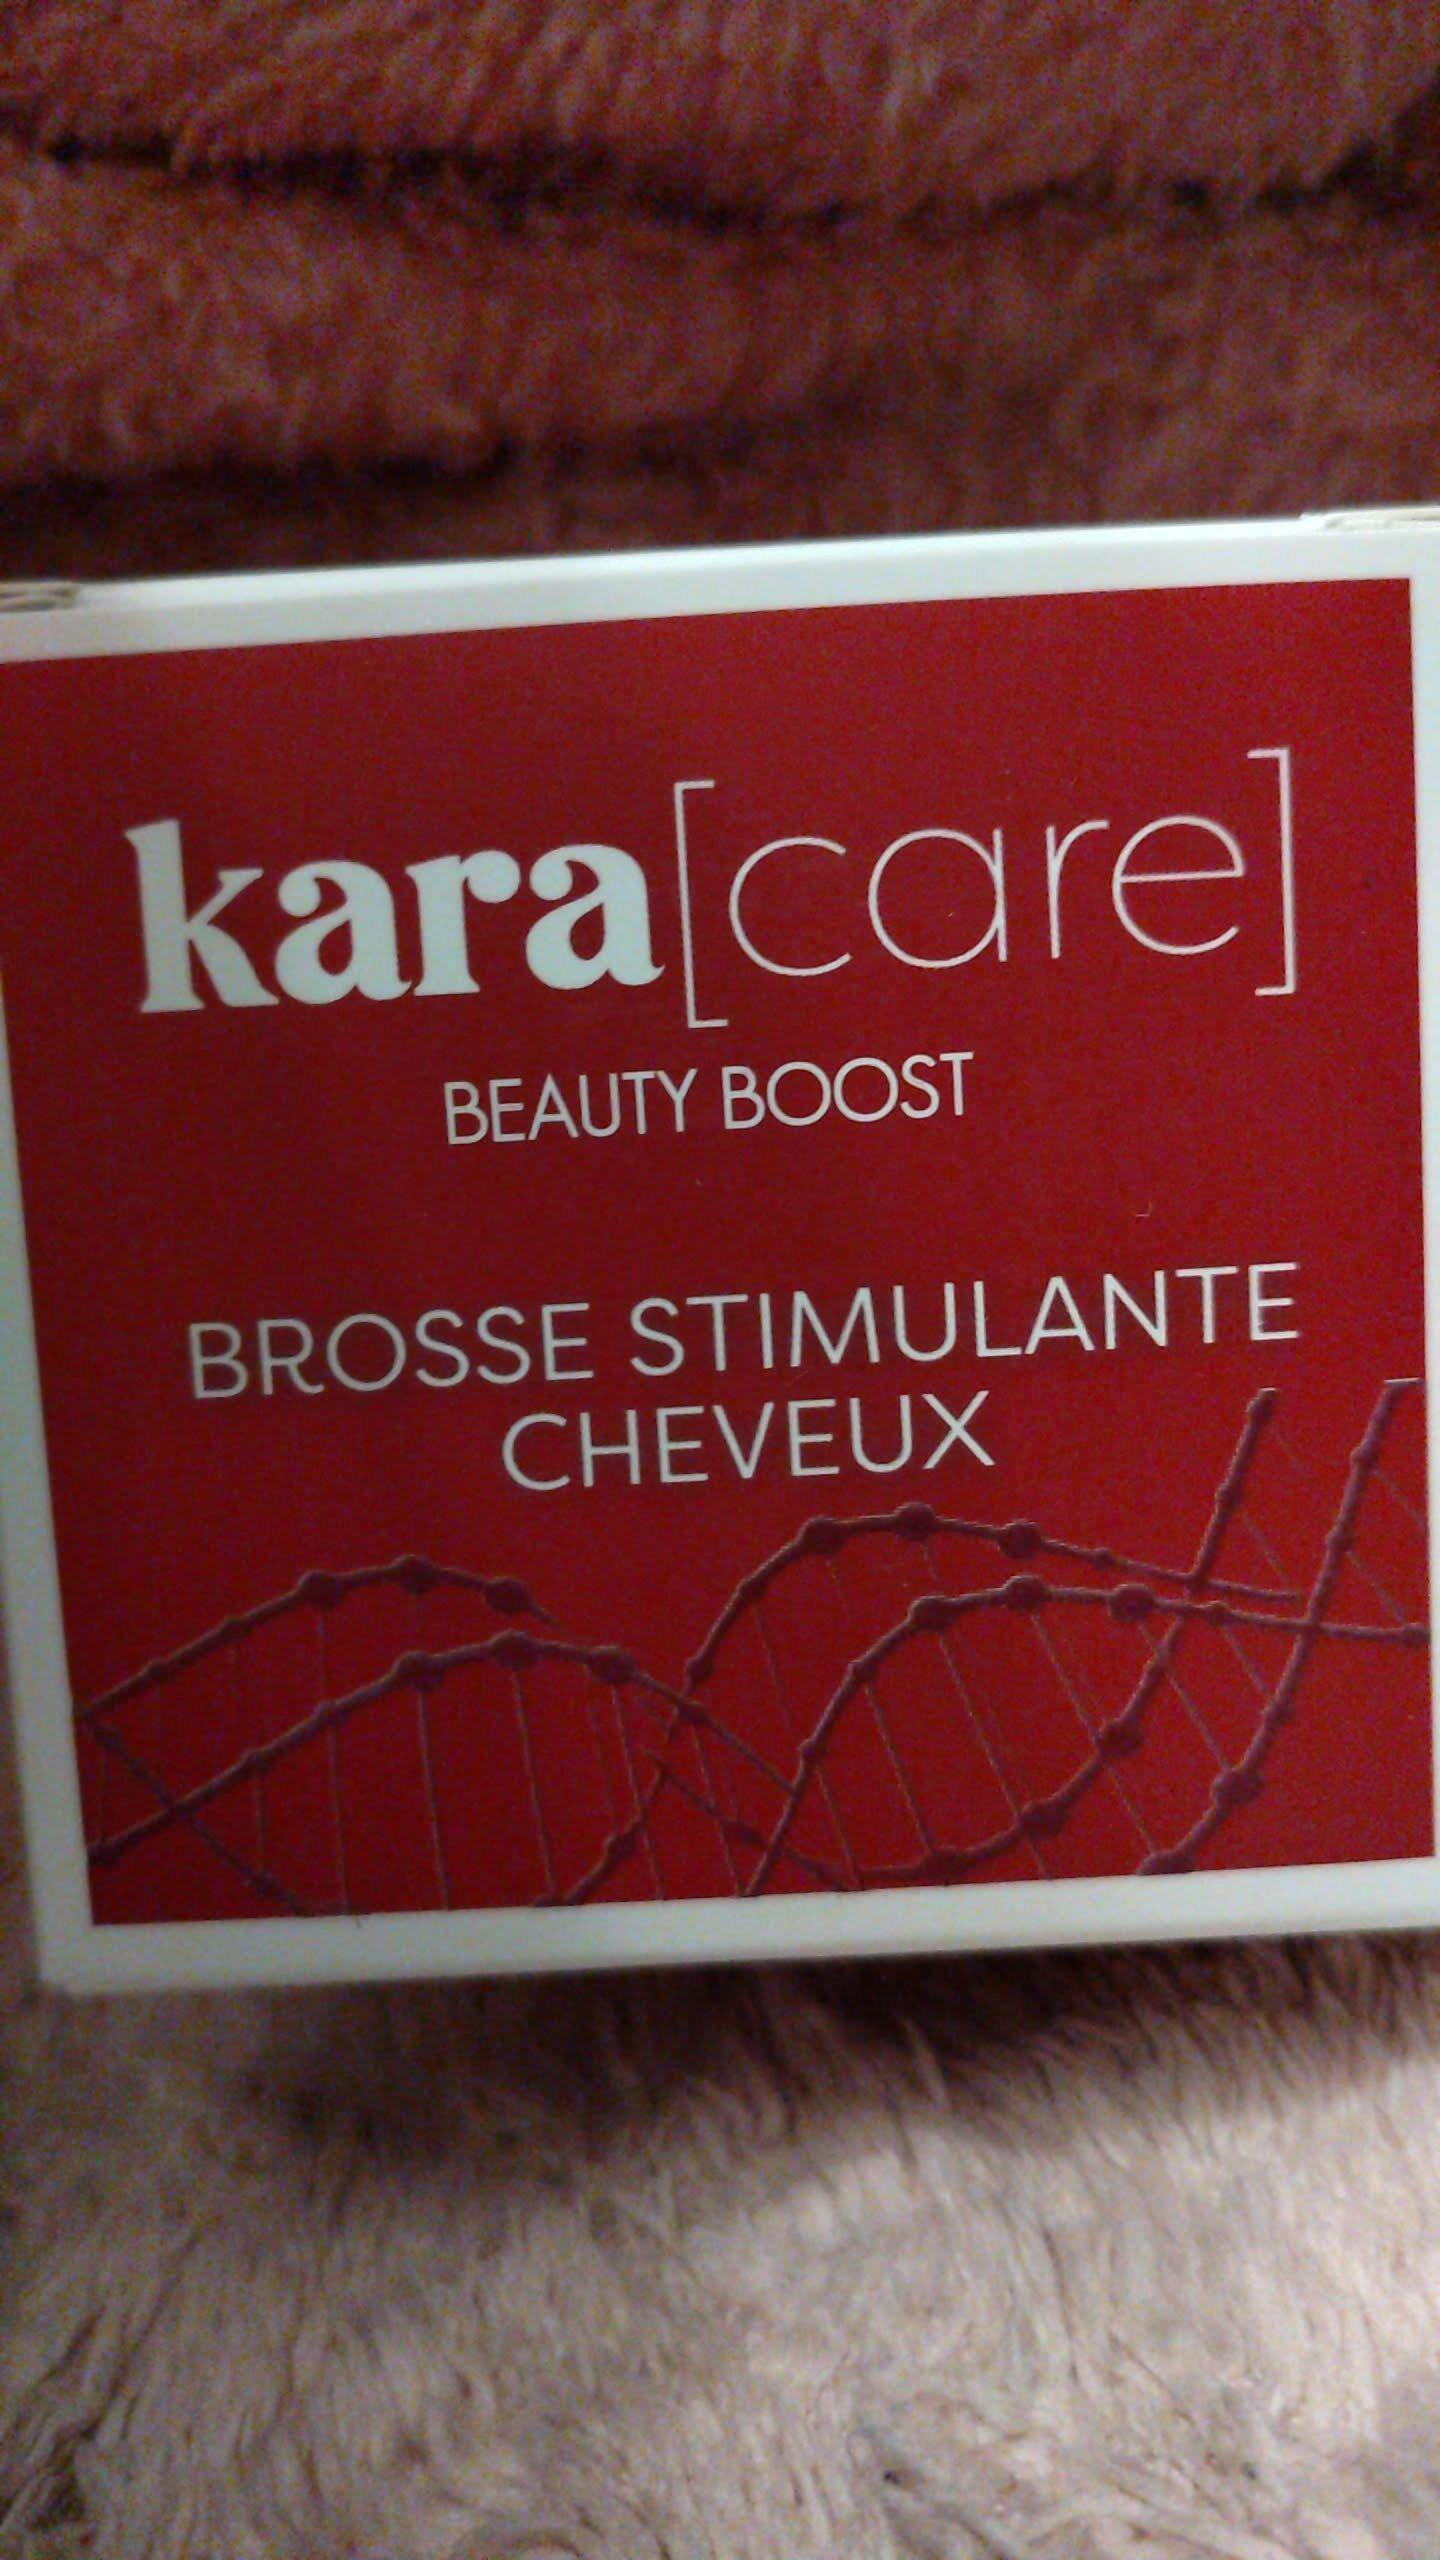 kara[care]
BEAUTY BOOST
BROSSE STIMULANTE
CHEVEUX